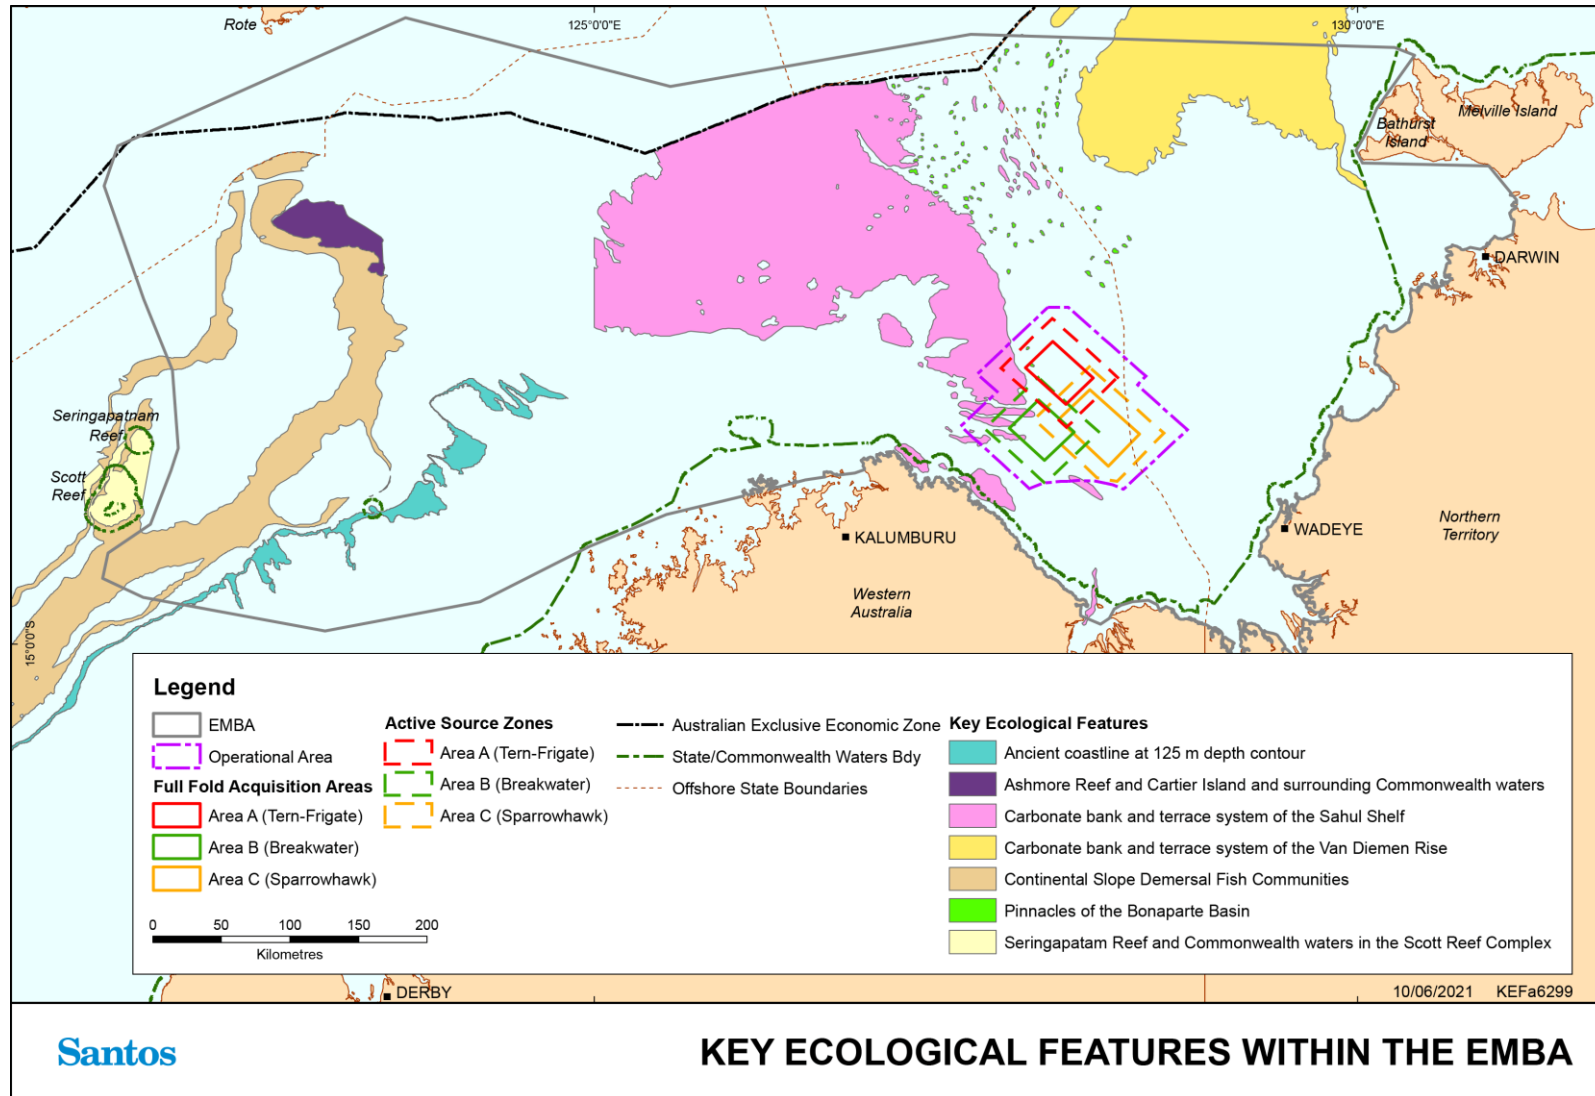 Rote
125°0'0"E
130°0'0"E
Melville Island
Bathurst
Island
DARWIN
Seringapatnam
Reef
Scott
Reef
KALUMBURU
WADEYE
Northern
Territory
Western
Australia
15°0'0"S
Legend
EMBA
Operational Area
Full Fold Acquisition Areas
Area A (Tern-Frigate)
Area B (Breakwater)
Area C (Sparrowhawk)
0 50 100 150 200
Kilometres
Active Source Zones
Area A (Tern-Frigate)
Area B (Breakwater)
Area C (Sparrowhawk)
Australian Exclusive Economic Zone
State/Commonwealth Waters Bdy
Offshore State Boundaries
Key Ecological Features
Ancient coastline at 125 m depth contour
Ashmore Reef and Cartier Island and surrounding Commonwealth waters
Carbonate bank and terrace system of the Sahul Shelf
Carbonate bank and terrace system of the Van Diemen Rise
Continental Slope Demersal Fish Communities
Pinnacles of the Bonaparte Basin
Seringapatam Reef and Commonwealth waters in the Scott Reef Complex
DERBY
10/06/2021 KEFa6299
Santos
KEY ECOLOGICAL FEATURES WITHIN THE EMBA